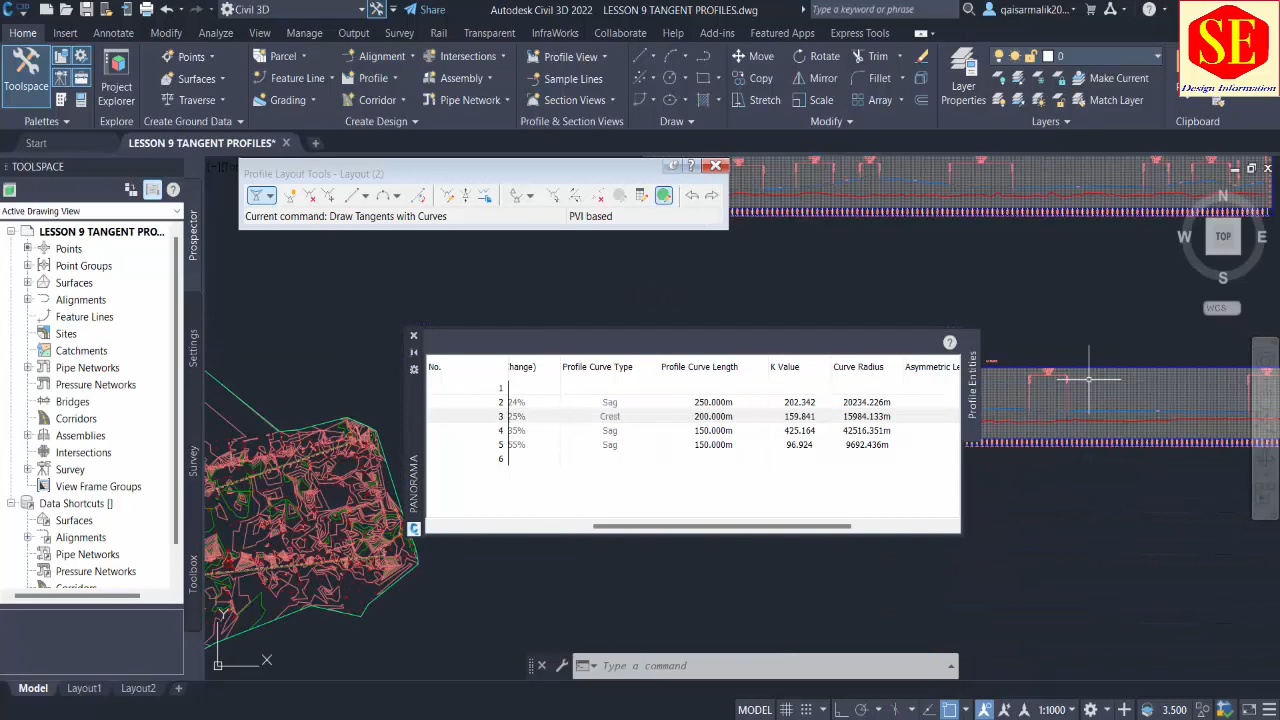 Civil 3D
Share
Autodesk Civil 3D 2022 LESSON 9 TANGENT PROFILES.dwg
Type a keyword or phrase
qaisarmalik20...
SE
Design Information
Home Insert Annotate Modify Analyze View Manage Output Survey Rail Collaborate Help Add-ins Featured Apps Express Tools
Points Parcel Alignment Intersections Profile View Move Rotate Trim 0
Toolspace Project Explorer Surfaces Feature Line Profile Assembly Sample Lines Copy Mirror Fillet Layer Properties Make Current
Traverse Grading Corridor Pipe Network Section Views Stretch Scale Array Match Layer
Palettes Create Ground Data Create Design Profile & Section Views Draw Modify Layers Clipboard
Start LESSON 9 TANGENT PROFILES*
TOOLSPACE
Active Drawing View
LESSON 9 TANGENT PRO...
Points
Point Groups
Surfaces
Alignments
Feature Lines
Sites
Catchments
Pipe Networks
Pressure Networks
Bridges
Corridors
Assemblies
Intersections
Survey
View Frame Groups
Data Shortcuts []
Surfaces
Alignments
Pipe Networks
Pressure Networks
Corridors
Prospector
Settings
Survey
Toolbox
Profile Layout Tools - Layout (2)
Current command: Draw Tangents with Curves PVI based
N
W TOP E
S
WCS
No. hange) Profile Curve Type Profile Curve Length K Value Curve Radius Asymmetric Le
1
2 24% Sag 250.000m 202.342 20234.226m
3 25% Crest 200.000m 159.841 15984.133m
4 35% Sag 150.000m 425.164 42516.351m
5 55% Sag 150.000m 96.924 9692.436m
6
PANORAMA
Profile Entities
Y
X
Type a command
Model Layout1 Layout2 +
MODEL 1:1000 3.500